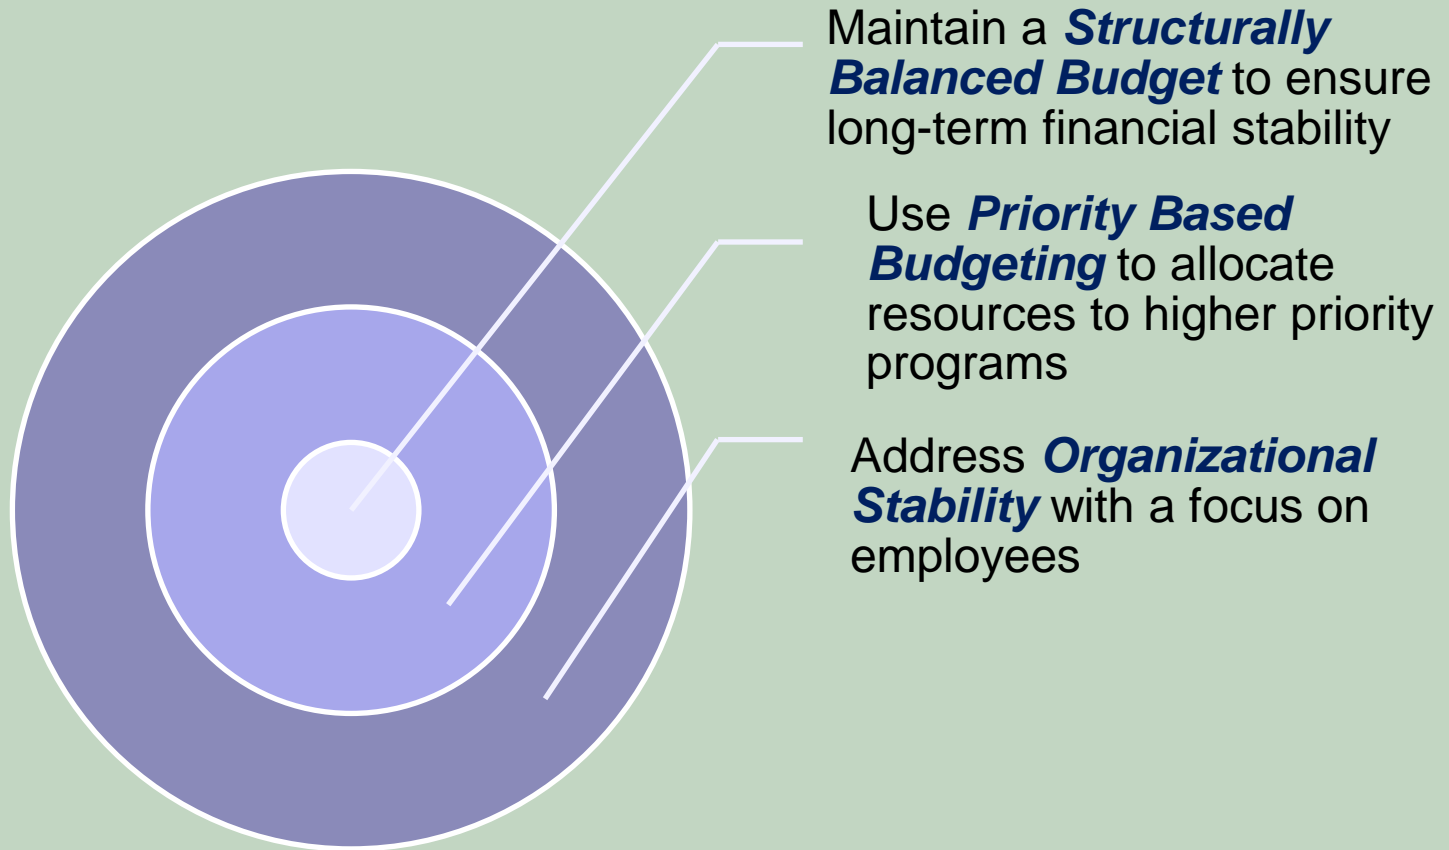 Maintain a Structurally
Balanced Budget to ensure
long-term financial stability
Use Priority Based
Budgeting to allocate
resources to higher priority
programs
Address Organizational
Stability with a focus on
employees